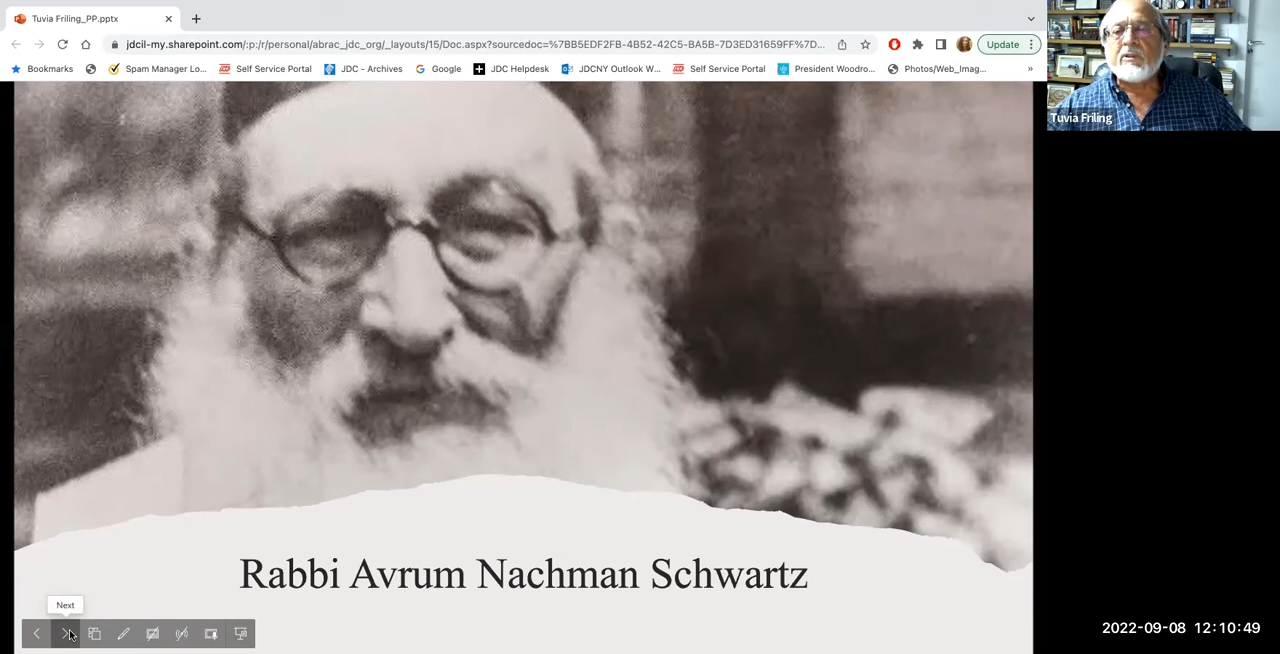 Tuvia Friling_PP.pptx
jdcil-my.sharepoint.com/:p:/r/personal/abrac_jdc_org/_layouts/15/Doc.aspx?sourcedoc=%7BB5EDF2FB-4B52-42C5-BA5B-7D3ED31659FF%7D...
Update
Bookmarks
Spam Manager Lo...
Self Service Portal
JDC - Archives
Google
JDC Helpdesk
JDCNY Outlook W...
Self Service Portal
President Woodro...
Photos/Web_Imag...
Tuvia Friling
Rabbi Avrum Nachman Schwartz
Next
2022-09-08 12:10:49